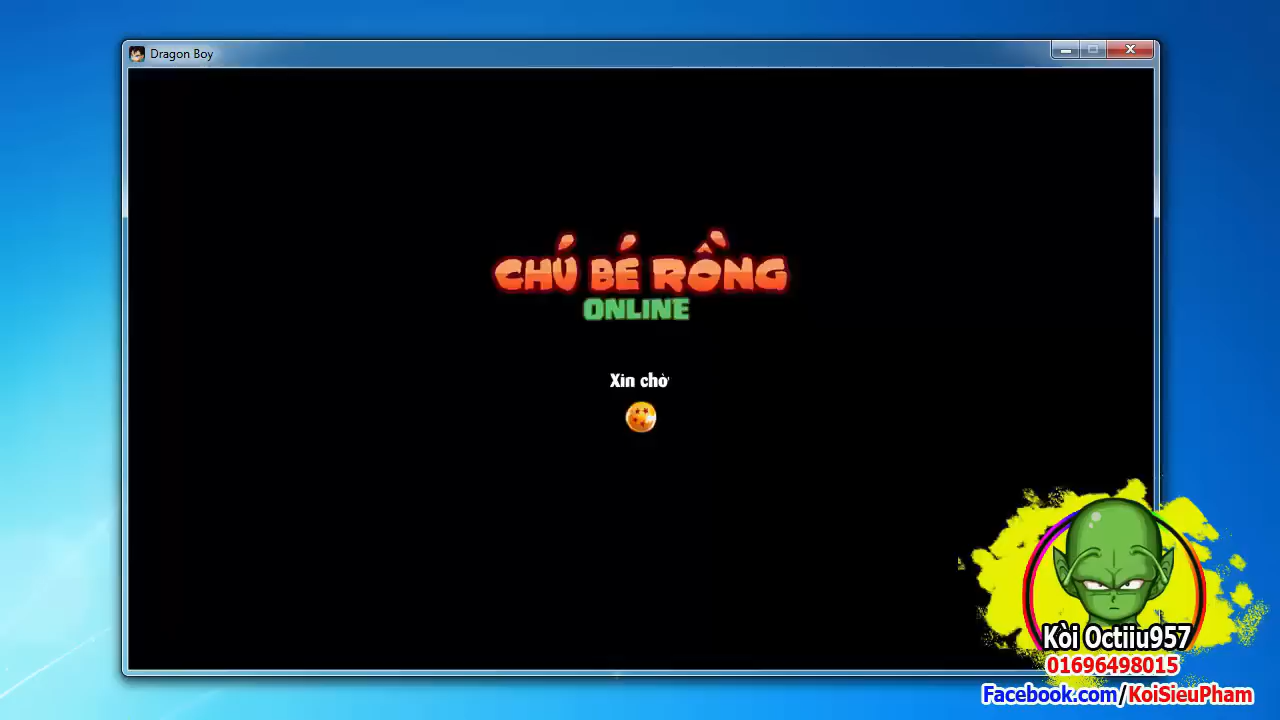 Dragon Boy
CHÚ BÉ RỒNG
ONLINE
Xin chờ
Kòi Octiiu957
01696498015
Facebook.com/KoiSieuPham